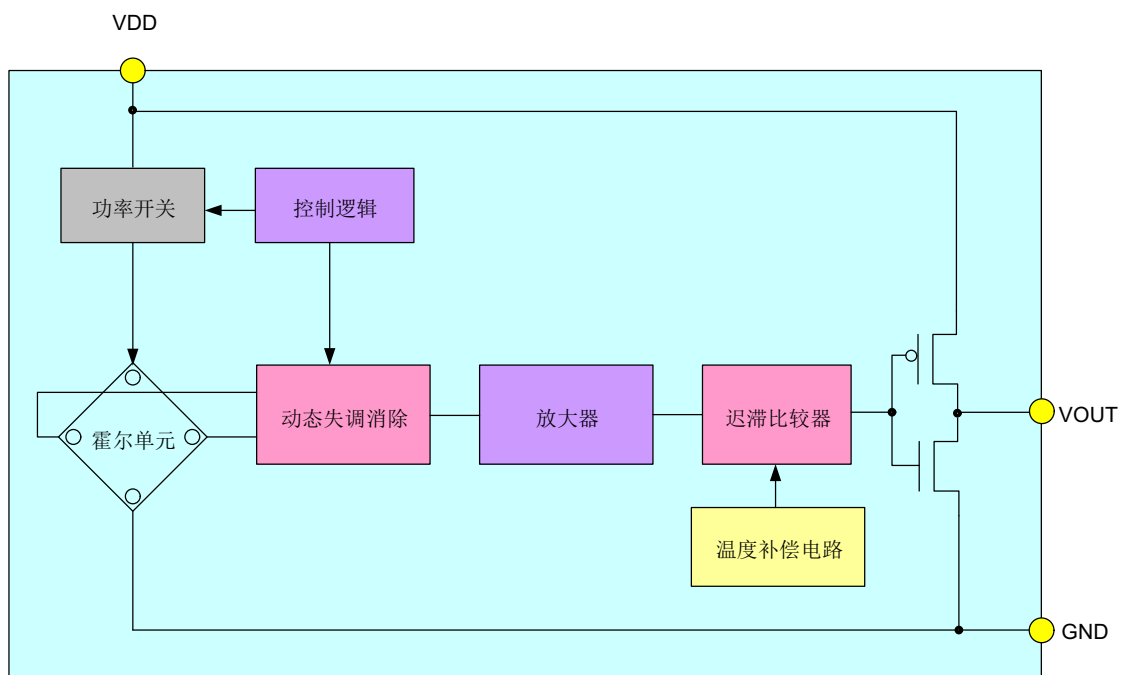 VDD
功率开关
控制逻辑
霍尔单元
动态失调消除
放大器
迟滞比较器
VOUT
温度补偿电路
GND